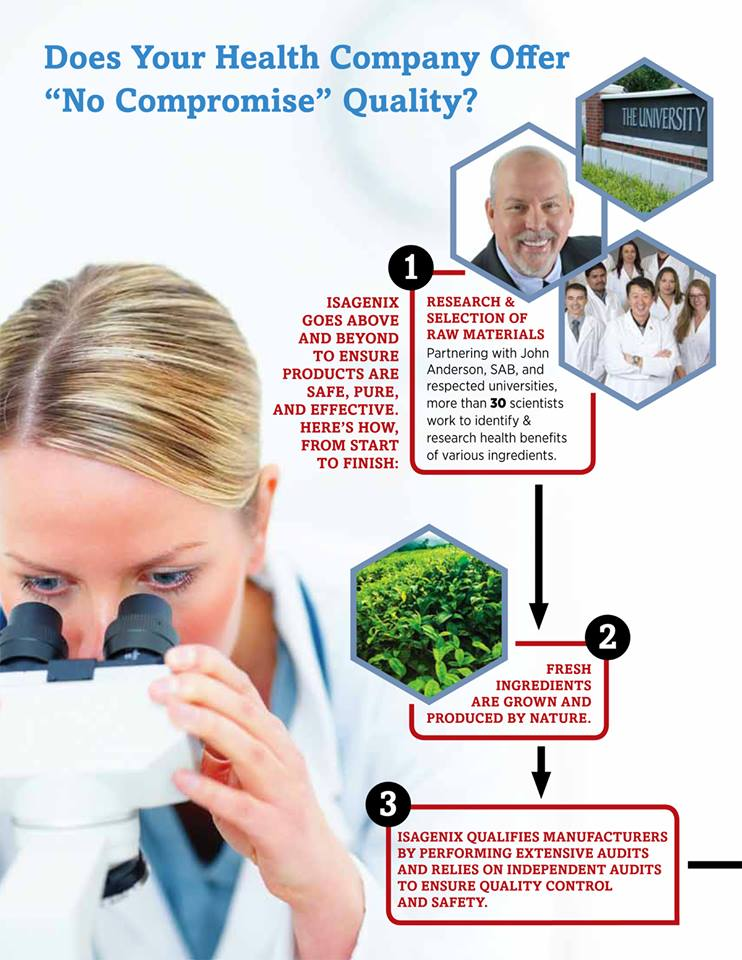 Does Your Health Company Offer
“No Compromise” Quality?
THE UNIVERSITY
1
ISAGENIX
GOES ABOVE
AND BEYOND
TO ENSURE
PRODUCTS ARE
SAFE, PURE,
AND EFFECTIVE.
HERE’S HOW,
FROM START
TO FINISH:
RESEARCH &
SELECTION OF
RAW MATERIALS
Partnering with John
Anderson, SAB, and
respected universities,
more than 30 scientists
work to identify &
research health benefits
of various ingredients.
2
FRESH
INGREDIENTS
ARE GROWN AND
PRODUCED BY NATURE.
3
ISAGENIX QUALIFIES MANUFACTURERS
BY PERFORMING EXTENSIVE AUDITS
AND RELIES ON INDEPENDENT AUDITS
TO ENSURE QUALITY CONTROL
AND SAFETY.